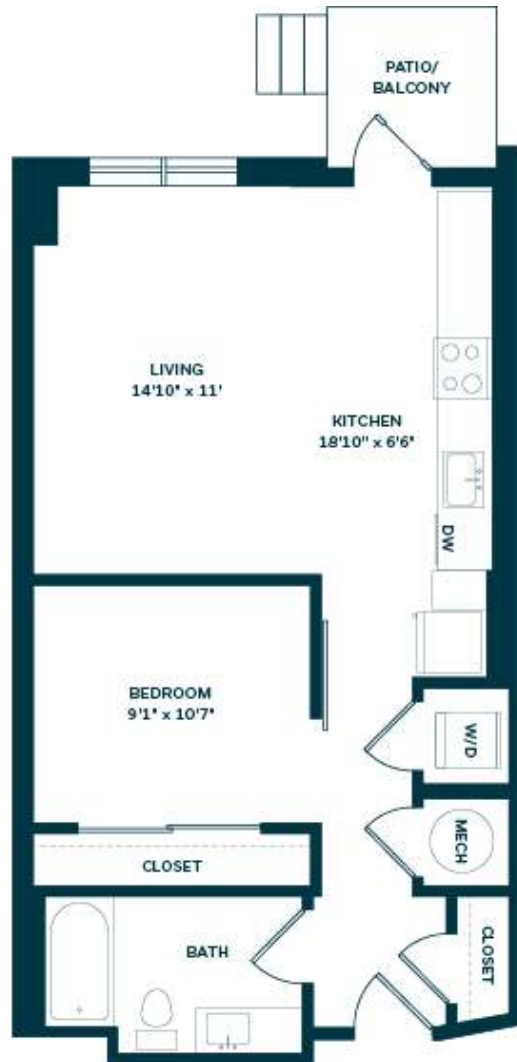 PATIO/
BALCONY
LIVING
14'10" x 11'
KITCHEN
18'10" x 6'6"
DW
BEDROOM
9'1" x 10'7"
W/D
MECH
CLOSET
BATH
CLOSET